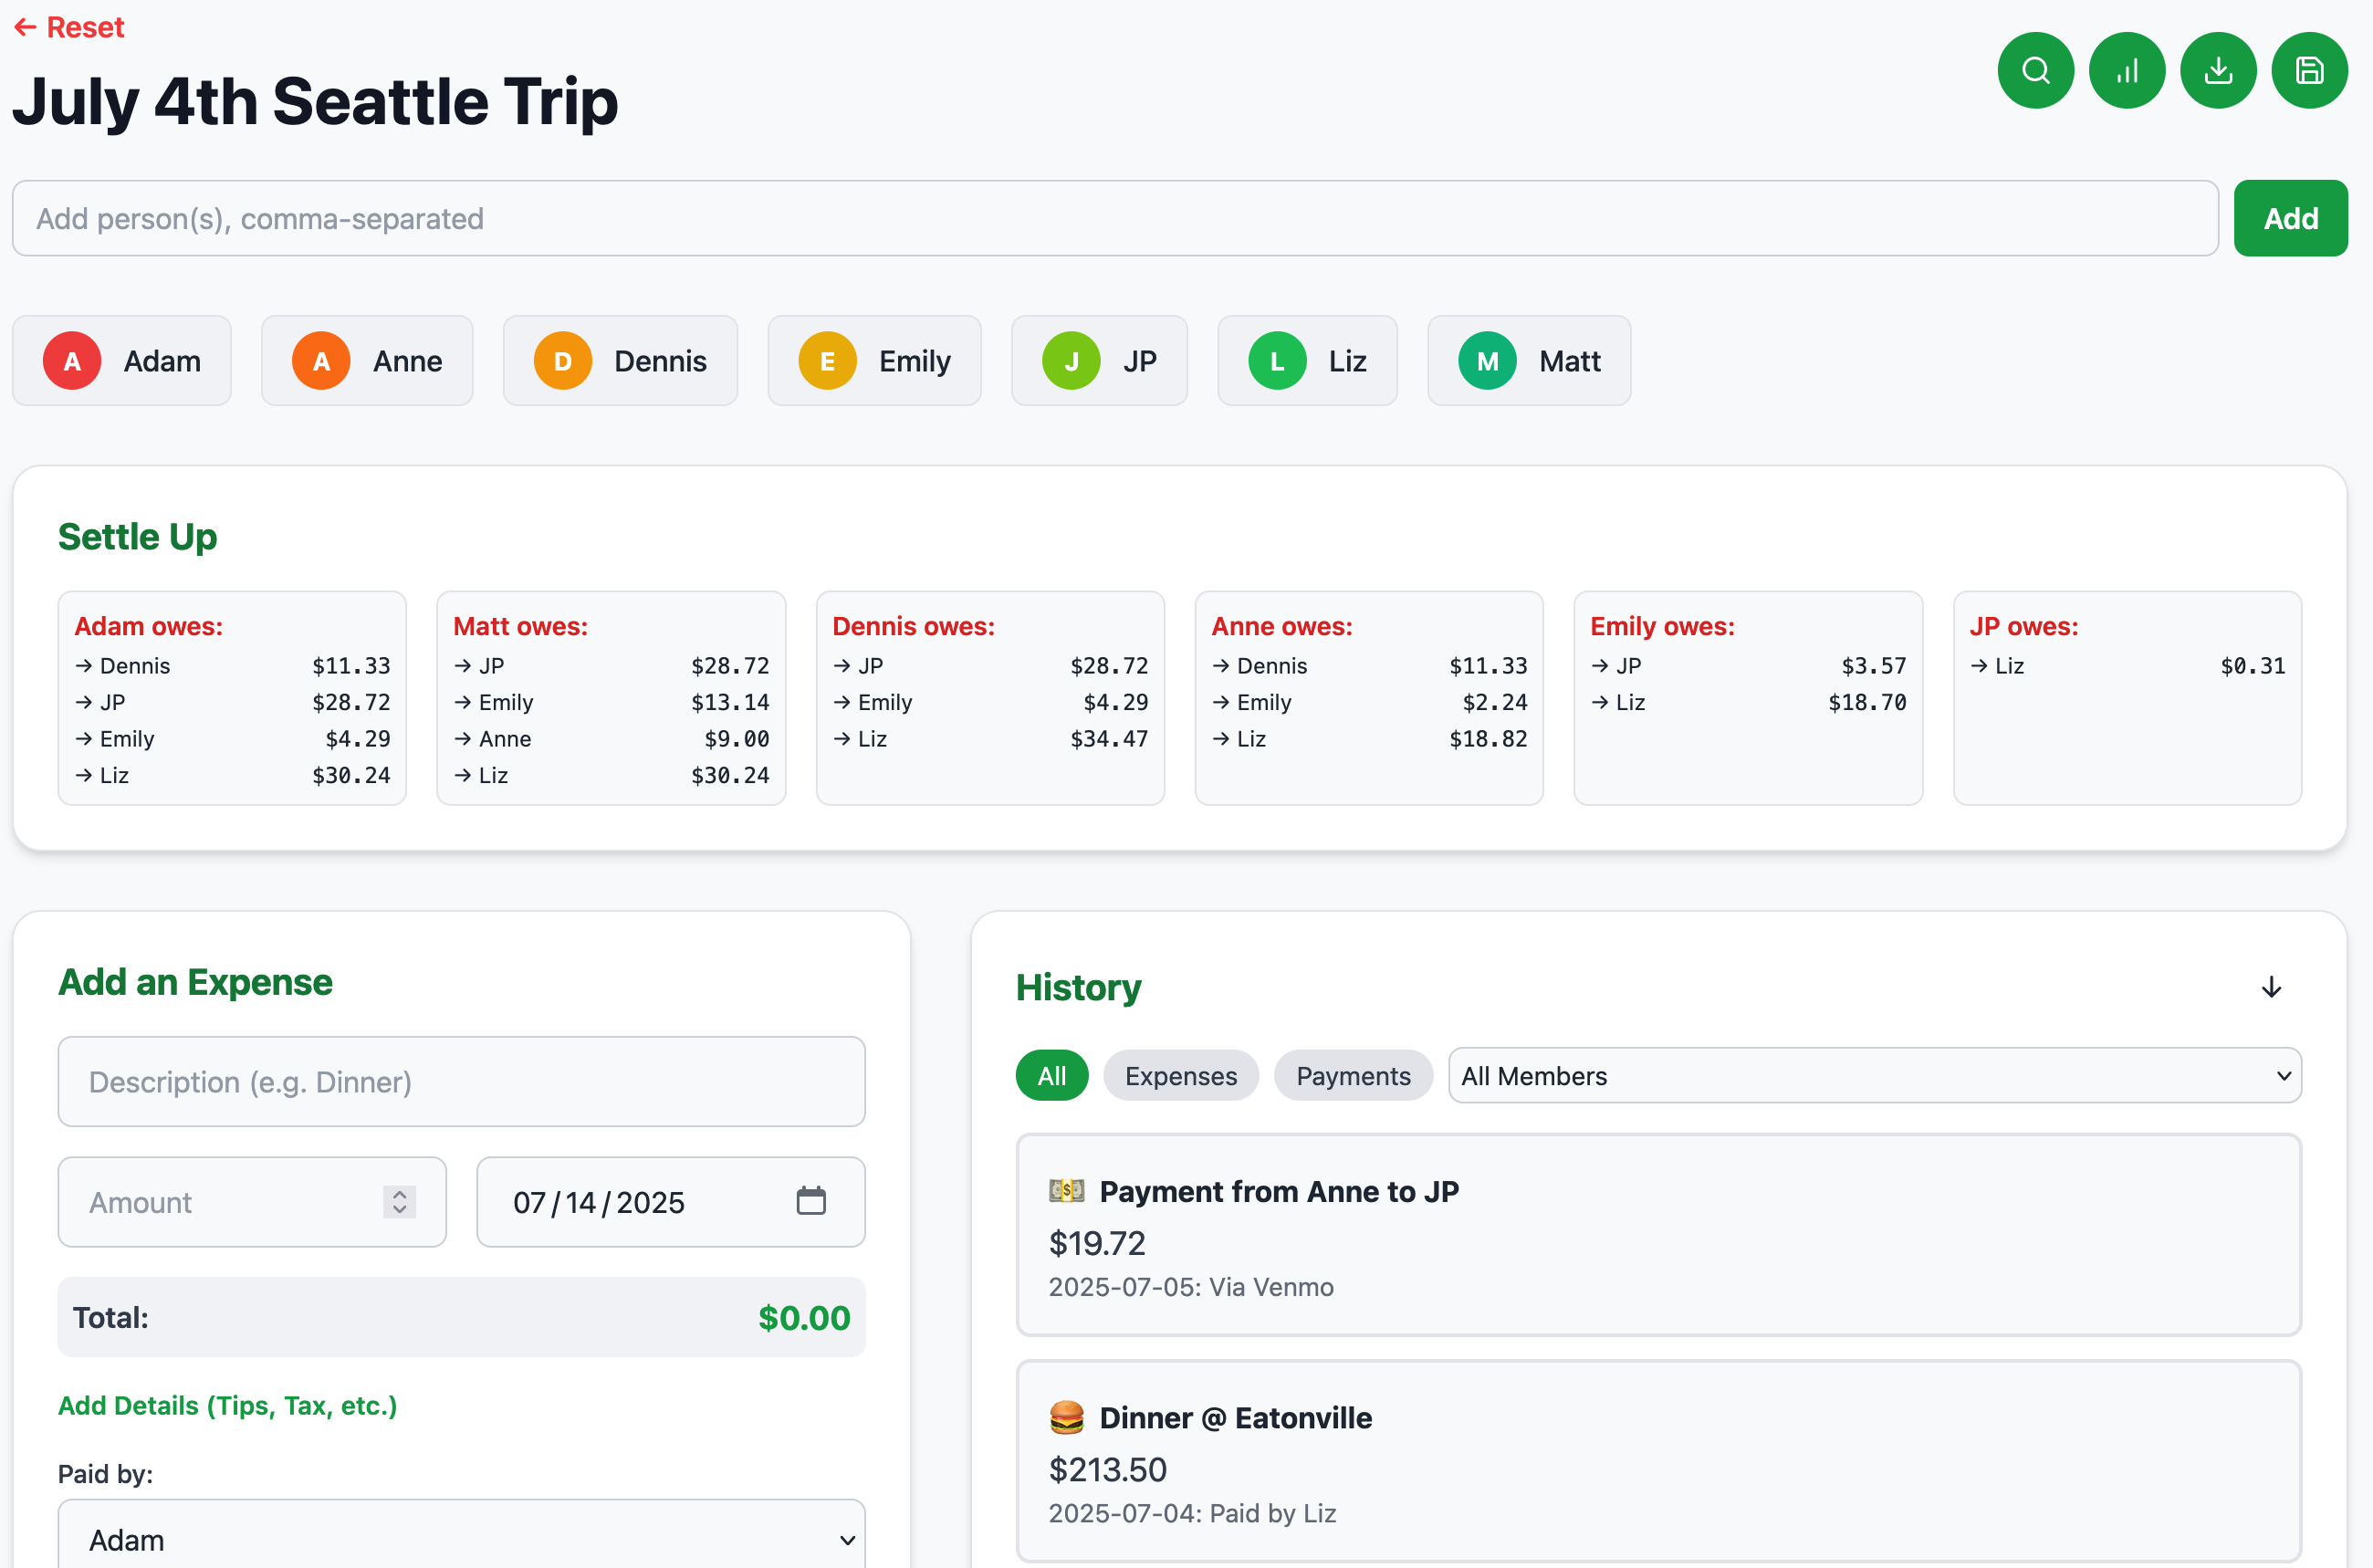 ← Reset
July 4th Seattle Trip
Add person(s), comma-separated
Add
A Adam
A Anne
D Dennis
E Emily
J JP
L Liz
M Matt
Settle Up
Adam owes:
→ Dennis $11.33
→ JP $28.72
→ Emily $4.29
→ Liz $30.24
Matt owes:
→ JP $28.72
→ Emily $13.14
→ Anne $9.00
→ Liz $30.24
Dennis owes:
→ JP $28.72
→ Emily $4.29
→ Liz $34.47
Anne owes:
→ Dennis $11.33
→ Emily $2.24
→ Liz $18.82
Emily owes:
→ JP $3.57
→ Liz $18.70
JP owes:
→ Liz $0.31
Add an Expense
Description (e.g. Dinner)
Amount
07/14/2025
Total: $0.00
Add Details (Tips, Tax, etc.)
Paid by:
Adam
History
All
Expenses
Payments
All Members
💵 Payment from Anne to JP
$19.72
2025-07-05: Via Venmo
🍔 Dinner @ Eatonville
$213.50
2025-07-04: Paid by Liz